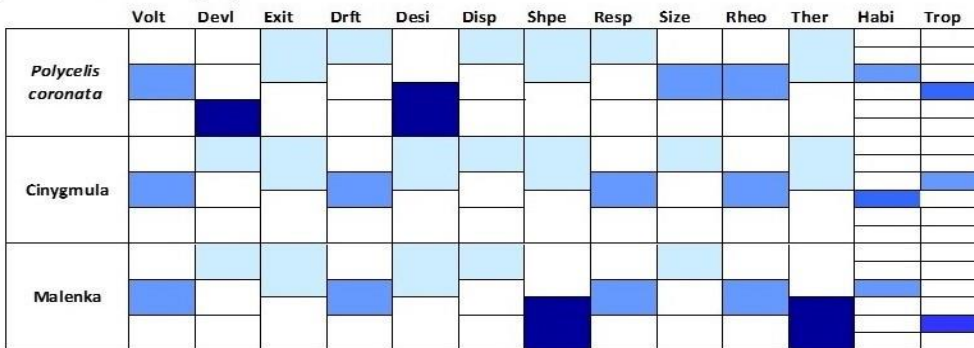 Volt Devl Exit Drft Desi Disp Shpe Resp Size Rheo Ther Habi Trop
Polycelis
coronata
Cinygmula
Malenka